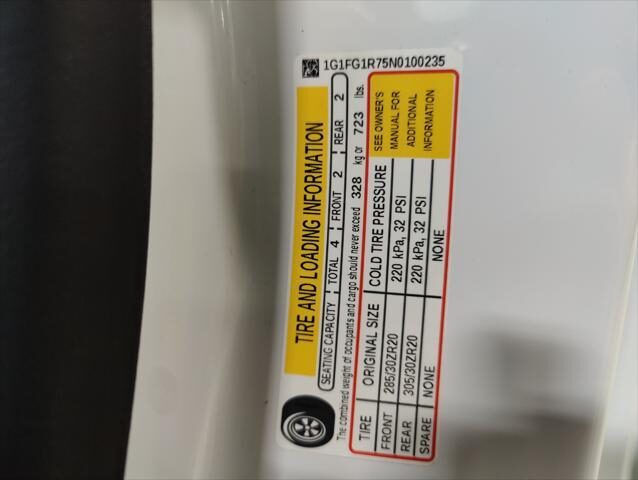 1G1FG1R75N0100235
TIRE AND LOADING INFORMATION
SEATING CAPACITY TOTAL 4 FRONT 2 REAR 2
The combined weight of occupants and cargo should never exceed 328 kg or 723 lbs.
TIRE ORIGINAL SIZE COLD TIRE PRESSURE
FRONT 285/30ZR20 220 kPa, 32 PSI
REAR 305/30ZR20 220 kPa, 32 PSI
SPARE NONE NONE
SEE OWNER'S
MANUAL FOR
ADDITIONAL
INFORMATION